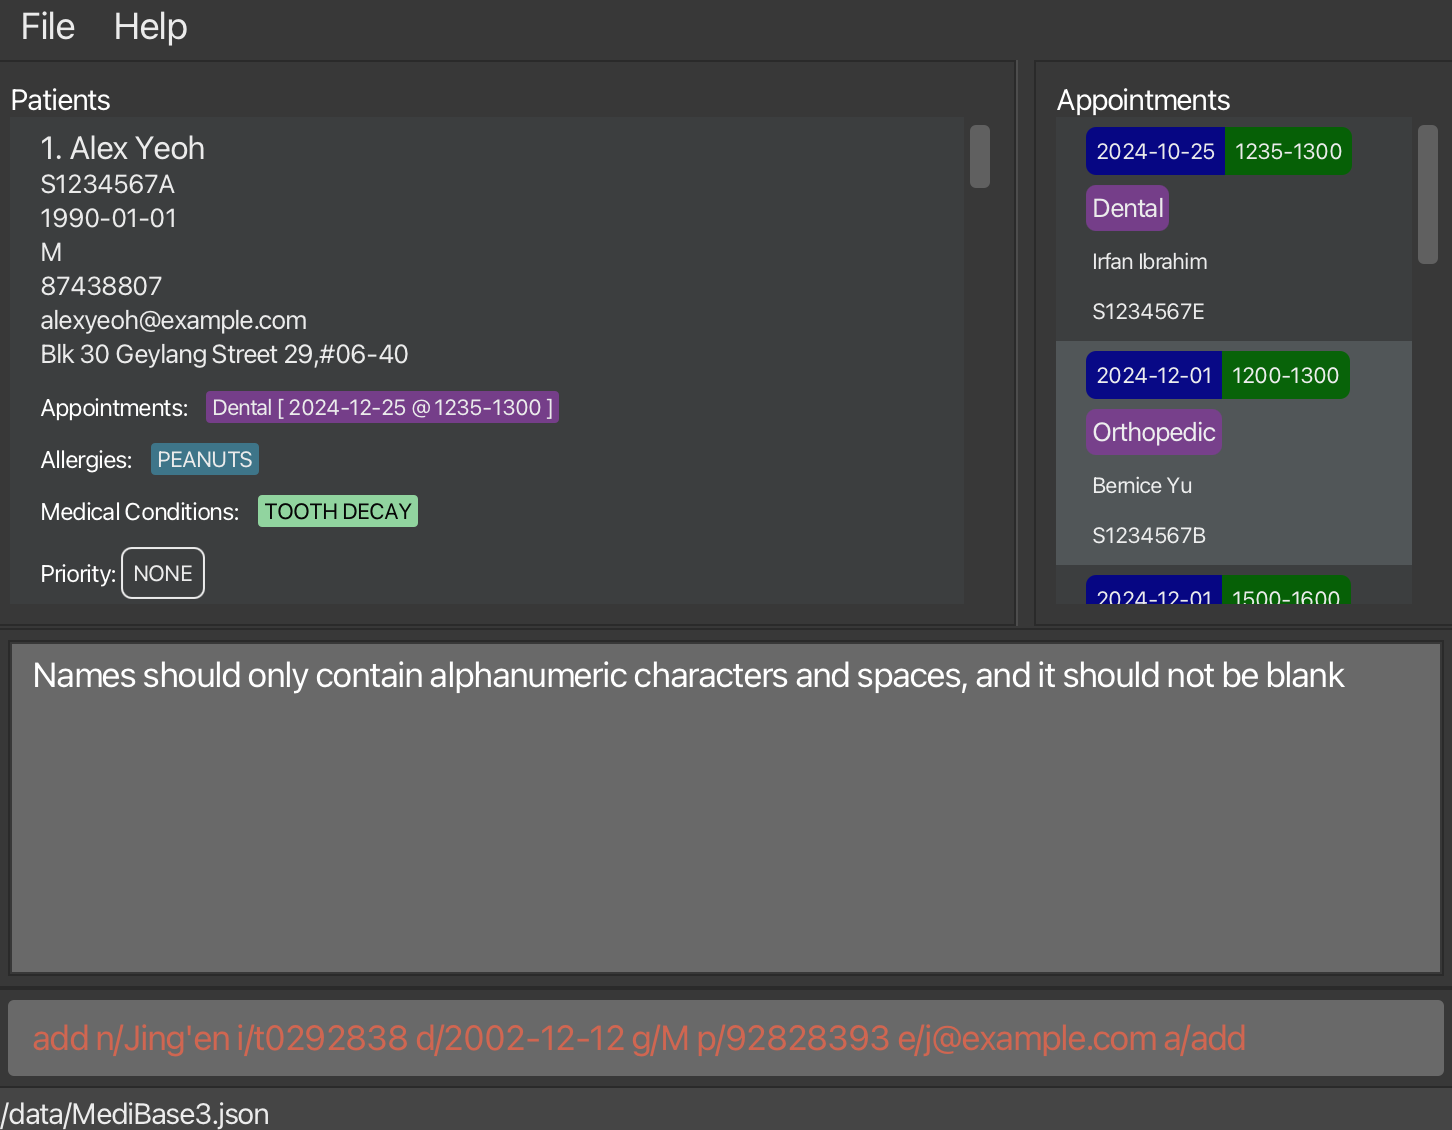 File Help
Patients
1. Alex Yeoh
S1234567A
1990-01-01
M
87438807
alexyeoh@example.com
Blk 30 Geylang Street 29,#06-40
Appointments: Dental [ 2024-12-25 @ 1235-1300 ]
Allergies: PEANUTS
Medical Conditions: TOOTH DECAY
Priority: NONE
Appointments
2024-10-25 1235-1300
Dental
Irfan Ibrahim
S1234567E
2024-12-01 1200-1300
Orthopedic
Bernice Yu
S1234567B
2024-12-01 1500-1600
Names should only contain alphanumeric characters and spaces, and it should not be blank
add n/Jing'en i/t0292838 d/2002-12-12 g/M p/92828393 e/j@example.com a/add
/data/MediBase3.json